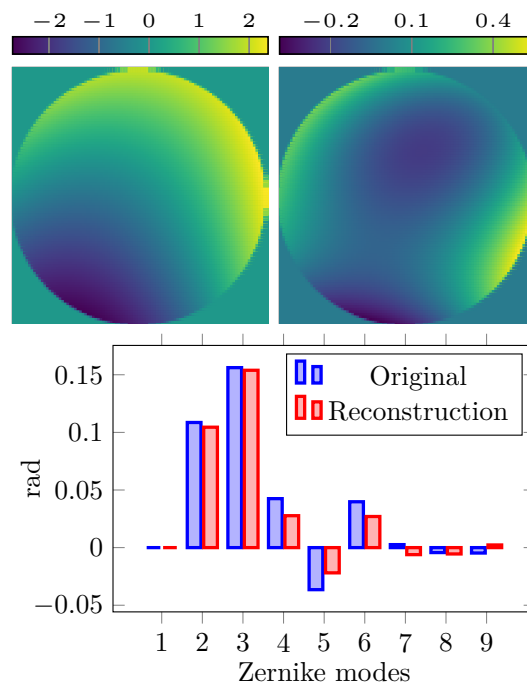 −2 −1 0 1 2
−0.2 0.1 0.4
0.15
0.1
0.05
0
−0.05
rad
Original
Reconstruction
1 2 3 4 5 6 7 8 9
Zernike modes